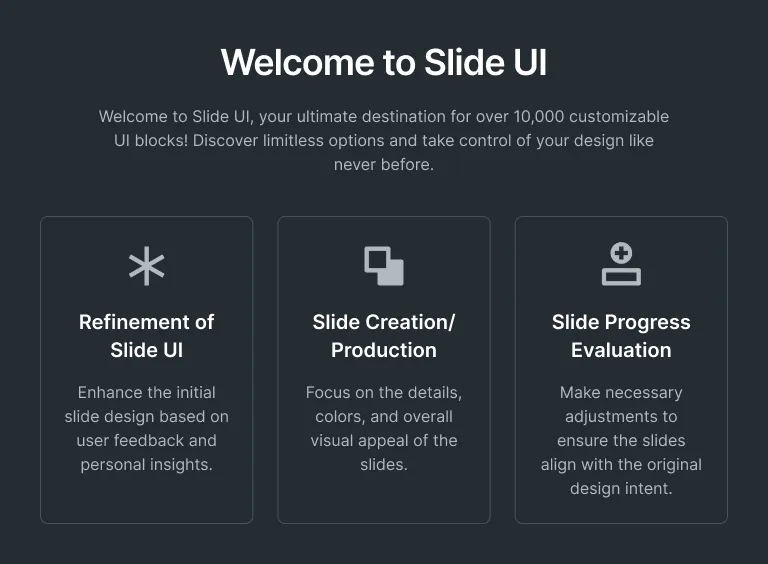 Welcome to Slide UI
Welcome to Slide UI, your ultimate destination for over 10,000 customizable
UI blocks! Discover limitless options and take control of your design like
never before.
Refinement of
Slide UI
Enhance the initial
slide design based on
user feedback and
personal insights.
Slide Creation/
Production
Focus on the details,
colors, and overall
visual appeal of the
slides.
Slide Progress
Evaluation
Make necessary
adjustments to
ensure the slides
align with the original
design intent.